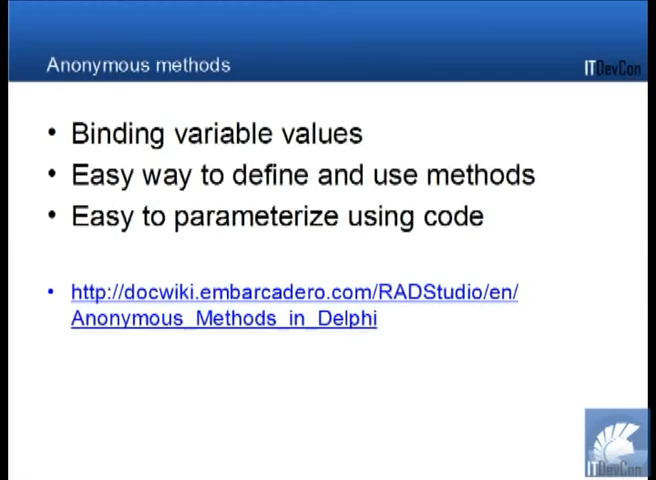 Anonymous methods
ITDevCon
• Binding variable values
• Easy way to define and use methods
• Easy to parameterize using code
• http://docwiki.embarcadero.com/RADStudio/en/
Anonymous_Methods_in_Delphi
ITDevCon